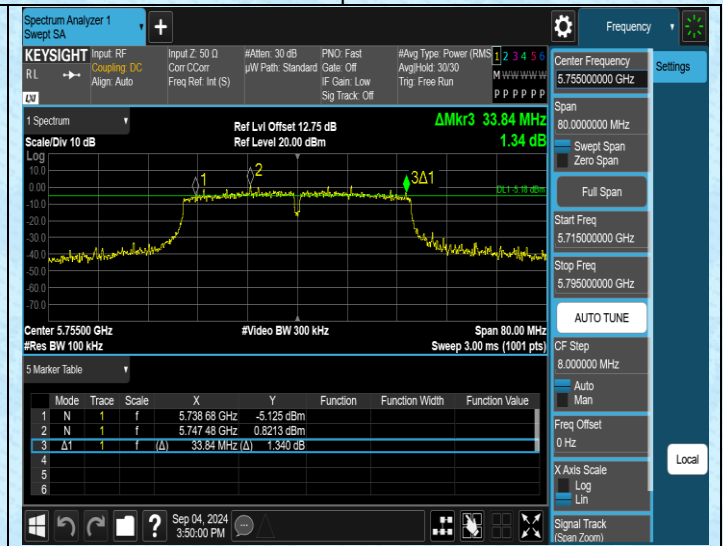 Spectrum Analyzer 1
Swept SA
+
Frequency
KEYSIGHT
RL
LXI
Input: RF
Coupling: DC
Align: Auto
Input Z: 50 Ω
Corr CCorr
Freq Ref: Int (S)
#Atten: 30 dB
µW Path: Standard
PNO: Fast
Gate: Off
IF Gain: Low
Sig Track: Off
#Avg Type: Power (RMS
Avg|Hold: 30/30
Trig: Free Run
1 2 3 4 5 6
M W W W W W
P P P P P P
1 Spectrum
Scale/Div 10 dB
Ref Lvl Offset 12.75 dB
Ref Level 20.00 dBm
ΔMkr3 33.84 MHz
1.34 dB
Log
10.0
0.00
-10.0
-20.0
-30.0
-40.0
-50.0
-60.0
-70.0
1
2
3Δ1
DL1 -5.18 dBm
Center 5.75500 GHz
#Res BW 100 kHz
#Video BW 300 kHz
Span 80.00 MHz
Sweep 3.00 ms (1001 pts)
5 Marker Table
Mode Trace Scale X Y Function Function Width Function Value
1 N 1 f 5.738 68 GHz -5.125 dBm
2 N 1 f 5.747 48 GHz 0.8213 dBm
3 Δ1 1 f (Δ) 33.84 MHz (Δ) 1.340 dB
4
5
6
Sep 04, 2024
3:50:00 PM
Center Frequency
5.755000000 GHz
Span
80.0000000 MHz
Swept Span
Zero Span
Full Span
Start Freq
5.715000000 GHz
Stop Freq
5.795000000 GHz
AUTO TUNE
CF Step
8.000000 MHz
Auto
Man
Freq Offset
0 Hz
X Axis Scale
Log
Lin
Signal Track
(Span Zoom)
Settings
Local